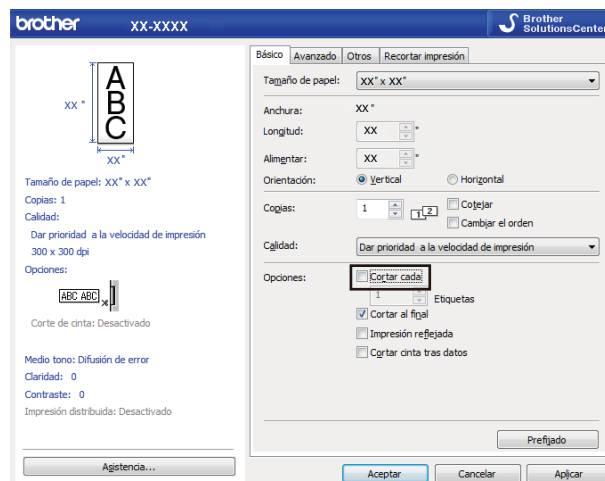 brother XX-XXXX
Brother
SolutionsCenter
A
B
C
XX "
XX"
Tamaño de papel: XX" x XX"
Copias: 1
Calidad:
Dar prioridad a la velocidad de impresión
300 x 300 dpi
Opciones:
ABC ABC
Corte de cinta: Desactivado
Medio tono: Difusión de error
Claridad: 0
Contraste: 0
Impresión distribuida: Desactivado
Asistencia...
Básico Avanzado Otros Recortar impresión
Tamaño de papel: XX" x XX"
Anchura: XX "
Longitud: XX "
Alimentar: XX "
Orientación: Vertical Horizontal
Copias: 1 1 2 Cotejar
Cambiar el orden
Calidad: Dar prioridad a la velocidad de impresión
Opciones: Cortar cada
1 Etiquetas
Cortar al final
Impresión reflejada
Cortar cinta tras datos
Prefijado
Aceptar Cancelar Aplicar